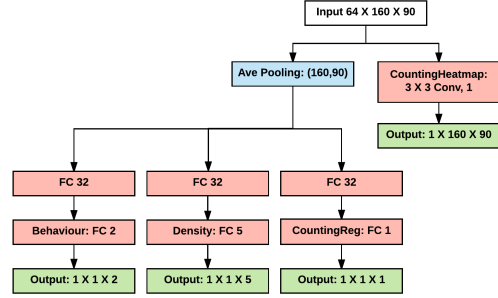 Input 64 X 160 X 90
Ave Pooling: (160,90)
CountingHeatmap:
3 X 3 Conv, 1
Output: 1 X 160 X 90
FC 32
FC 32
FC 32
Behaviour: FC 2
Density: FC 5
CountingReg: FC 1
Output: 1 X 1 X 2
Output: 1 X 1 X 5
Output: 1 X 1 X 1